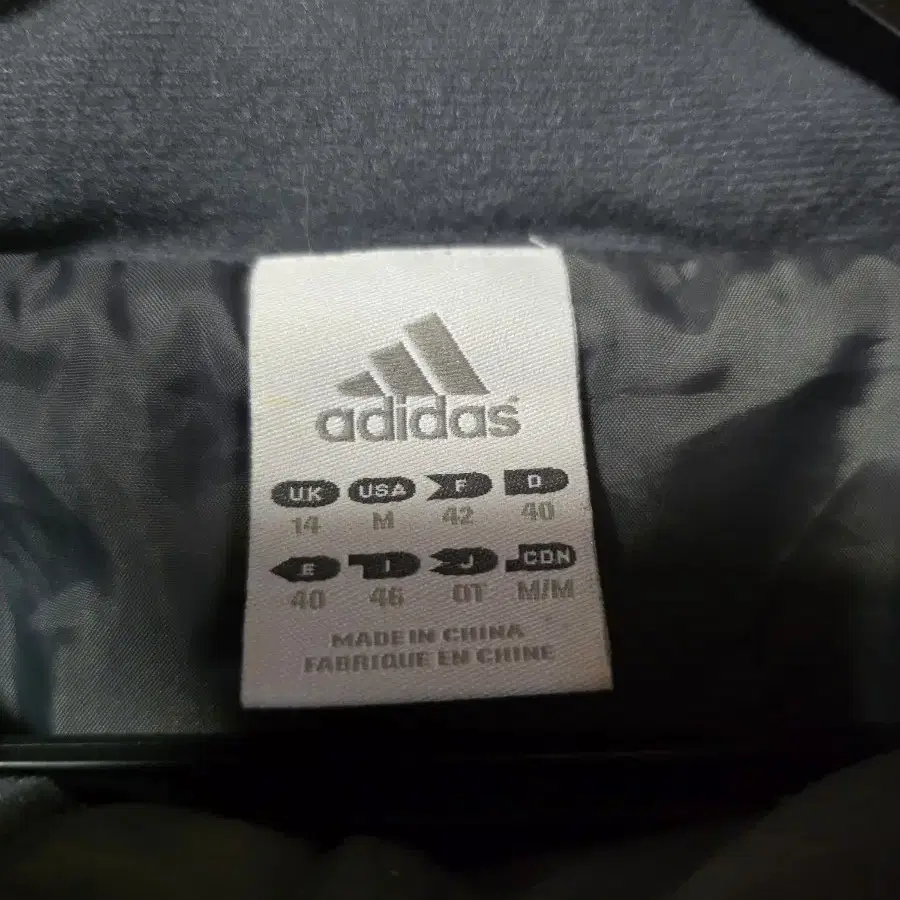 adidas
UK USA F D
14 M 42 40
E I J CDN
40 46 OT M/M
MADE IN CHINA
FABRIQUE EN CHINE